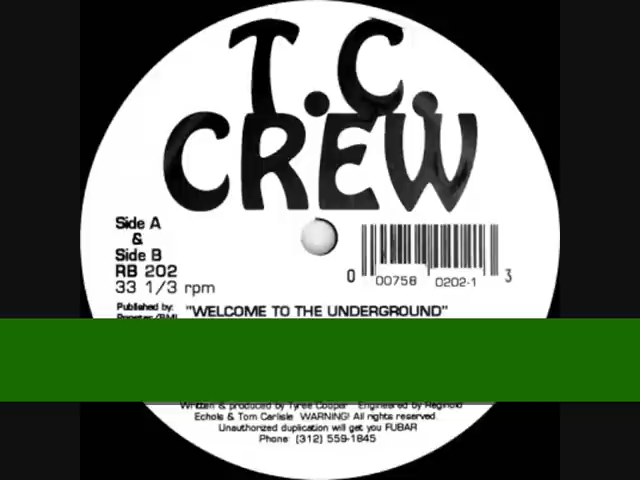 T.C.
CREW
Side A
&
Side B
RB 202
33 1/3 rpm
0 00758 0202-1 3
Published by:
"WELCOME TO THE UNDERGROUND"
Written & produced by Tyree Cooper Engineered by Reginold
Echols & Tom Carlisle WARNING! All rights reserved.
Unauthorized duplication will get you FUBAR
Phone: (312) 559-1845